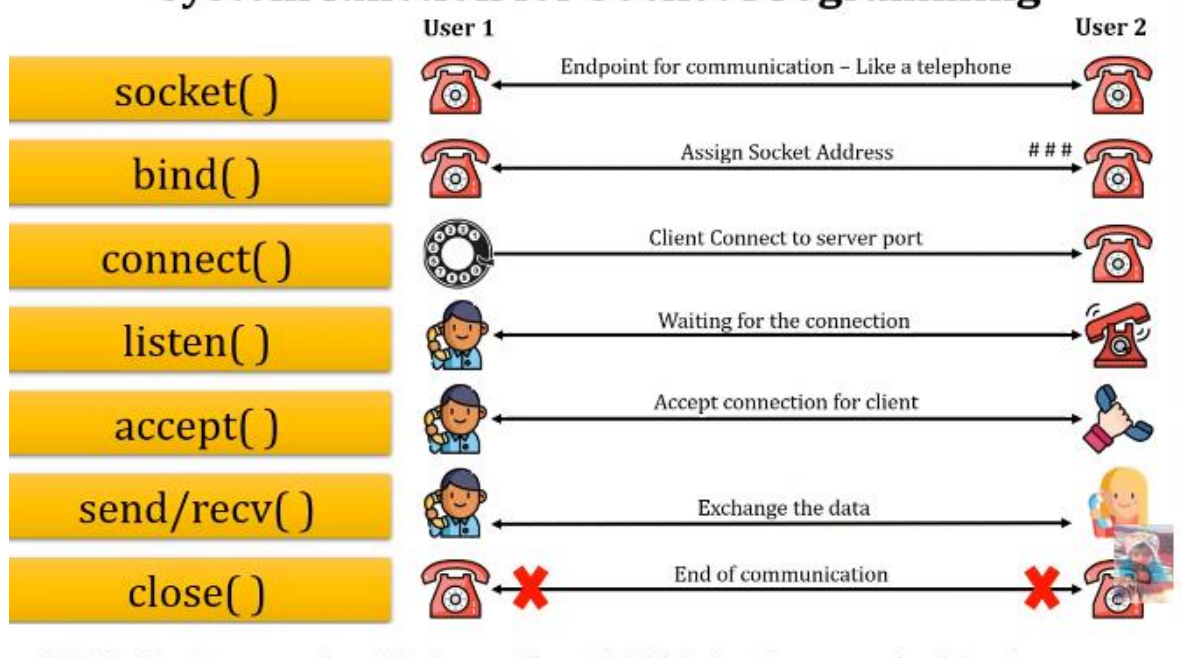 User 1 User 2
socket( ) Endpoint for communication – Like a telephone
bind( ) Assign Socket Address # # #
connect( ) Client Connect to server port
listen( ) Waiting for the connection
accept( ) Accept connection for client
send/recv( ) Exchange the data
close( ) End of communication